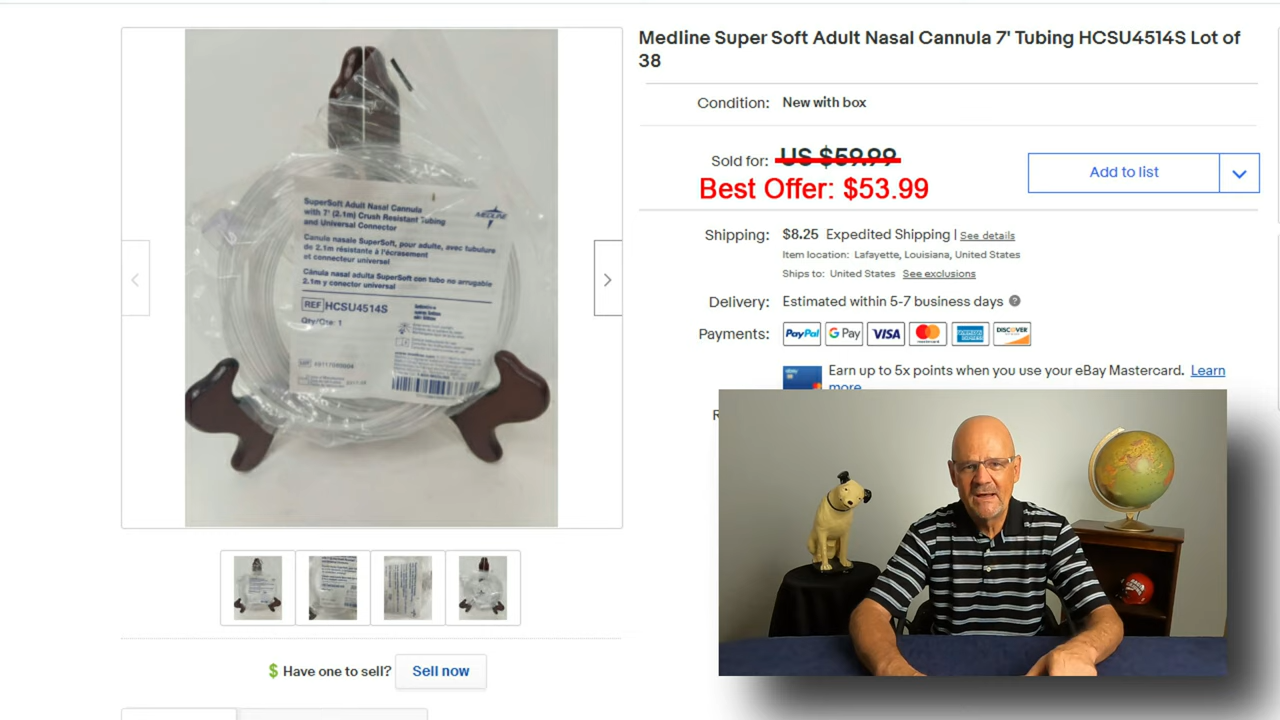 Medline Super Soft Adult Nasal Cannula 7' Tubing HCSU4514S Lot of
38
Condition: New with box
Sold for: US $59.99
Add to list
Best Offer: $53.99
Shipping: $8.25 Expedited Shipping | See details
Item location: Lafayette, Louisiana, United States
Ships to: United States See exclusions
Delivery: Estimated within 5-7 business days
Payments: PayPal G Pay VISA mastercard DISCOVER
Earn up to 5x points when you use your eBay Mastercard. Learn
more
R
SuperSoft Adult Nasal Cannula
with 7' (2.1m) Crush Resistant Tubing
and Universal Connector
MEDLINE
Canule nasale SuperSoft, pour adulte, avec tubulure
de 2.1m résistante à l'écrasement
et connecteur universel
Cánula nasal adulta SuperSoft con tubo no arrugable
2.1m y conector universal
REF HCSU4514S
Qty/Qté: 1
$ Have one to sell? Sell now